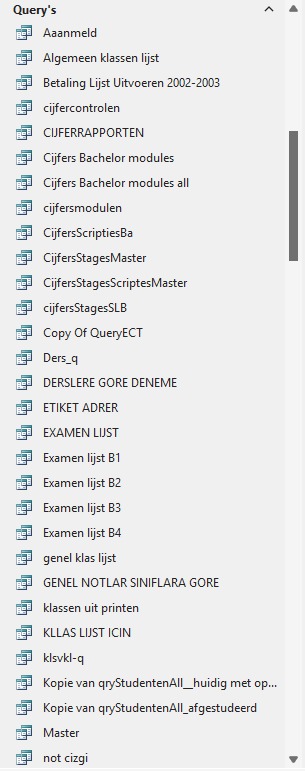 Query's
Aaanmeld
Algemeen klassen lijst
Betaling Lijst Uitvoeren 2002-2003
cijfercontrolen
CIJFERRAPPORTEN
Cijfers Bachelor modules
Cijfers Bachelor modules all
cijfersmodulen
CijfersScriptiesBa
CijfersStagesMaster
CijfersStagesScriptesMaster
cijfersStagesSLB
Copy Of QueryECT
Ders_q
DERSLERE GORE DENEME
ETIKET ADRER
EXAMEN LIJST
Examen lijst B1
Examen lijst B2
Examen lijst B3
Examen lijst B4
genel klas lijst
GENEL NOTLAR SINIFLARA GORE
klassen uit printen
KLLAS LIJST ICIN
klsvkl-q
Kopie van qryStudentenAll__huidig met op...
Kopie van qryStudentenAll_afgestudeerd
Master
not cizgi